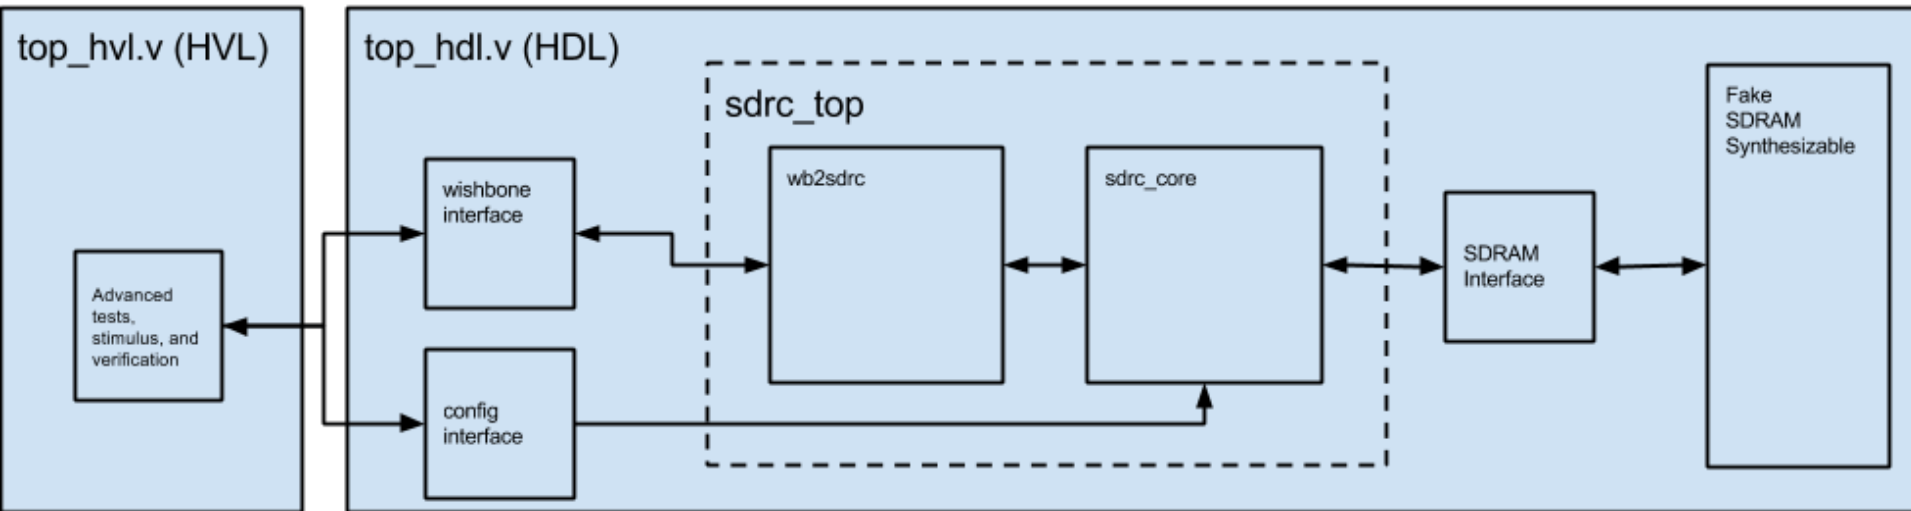 top_hvl.v (HVL)
Advanced
tests,
stimulus, and
verification
top_hdl.v (HDL)
wishbone
interface
config
interface
sdrc_top
wb2sdrc
sdrc_core
SDRAM
Interface
Fake
SDRAM
Synthesizable